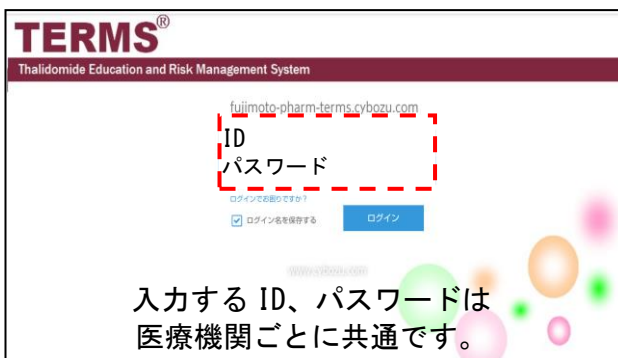 TERMS®
Thalidomide Education and Risk Management System
fujimoto-pharm-terms.cybozu.com
ID
パスワード
ログインでお困りですか？
ログイン名を保存する
ログイン
www.cybozu.com
入力する ID、パスワードは
医療機関ごとに共通です。